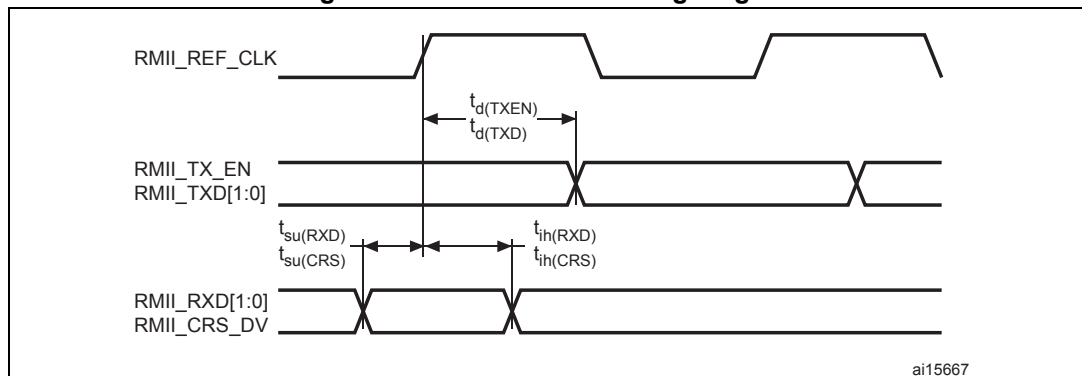 RMII_REF_CLK
td(TXEN)
td(TXD)
RMII_TX_EN
RMII_TXD[1:0]
tsu(RXD)
tsu(CRS)
tih(RXD)
tih(CRS)
RMII_RXD[1:0]
RMII_CRS_DV
ai15667